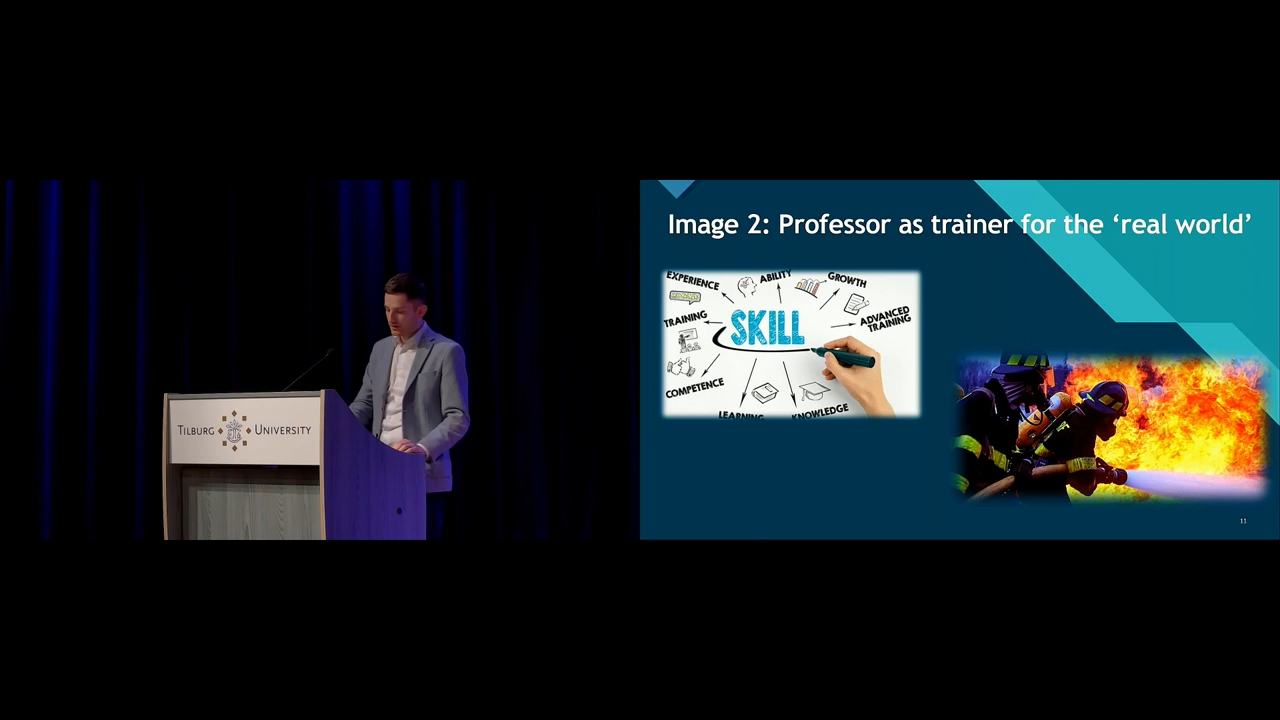 TILBURG UNIVERSITY
Image 2: Professor as trainer for the ‘real world’
EXPERIENCE
ABILITY
GROWTH
TRAINING
SKILL
ADVANCED
TRAINING
COMPETENCE
LEARNING
KNOWLEDGE
11